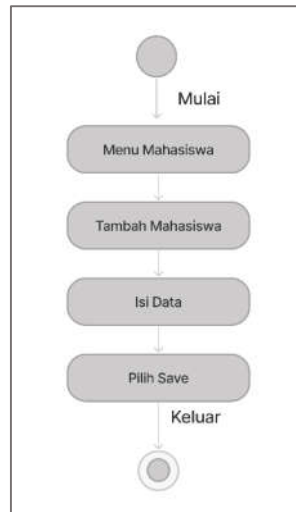 Mulai
Menu Mahasiswa
Tambah Mahasiswa
Isi Data
Pilih Save
Keluar